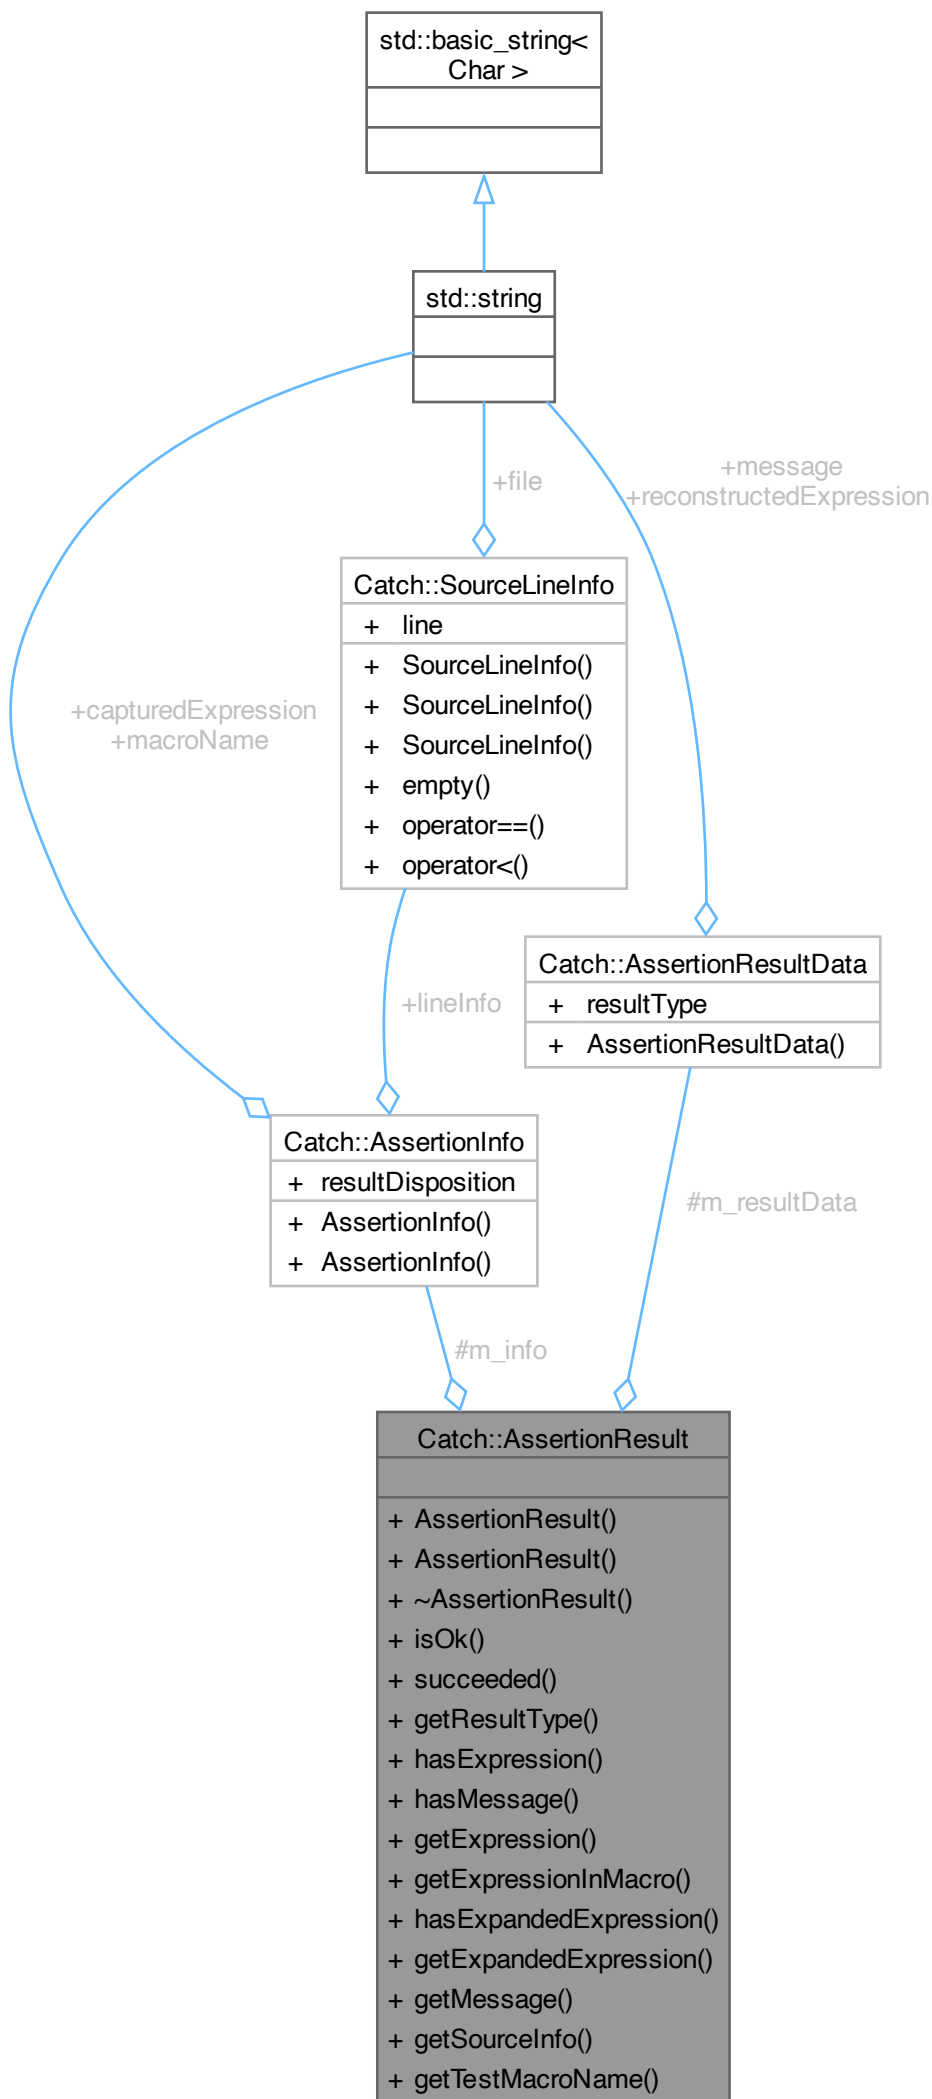 std::basic_string<
Char >
std::string
+file
+message
+reconstructedExpression
Catch::SourceLineInfo
+ line
+ SourceLineInfo()
+ SourceLineInfo()
+ SourceLineInfo()
+ empty()
+ operator==()
+ operator<()
+capturedExpression
+macroName
Catch::AssertionResultData
+ resultType
+ AssertionResultData()
+lineInfo
Catch::AssertionInfo
+ resultDisposition
+ AssertionInfo()
+ AssertionInfo()
#m_resultData
#m_info
Catch::AssertionResult
+ AssertionResult()
+ AssertionResult()
+ ~AssertionResult()
+ isOk()
+ succeeded()
+ getResultType()
+ hasExpression()
+ hasMessage()
+ getExpression()
+ getExpressionInMacro()
+ hasExpandedExpression()
+ getExpandedExpression()
+ getMessage()
+ getSourceInfo()
+ getTestMacroName()